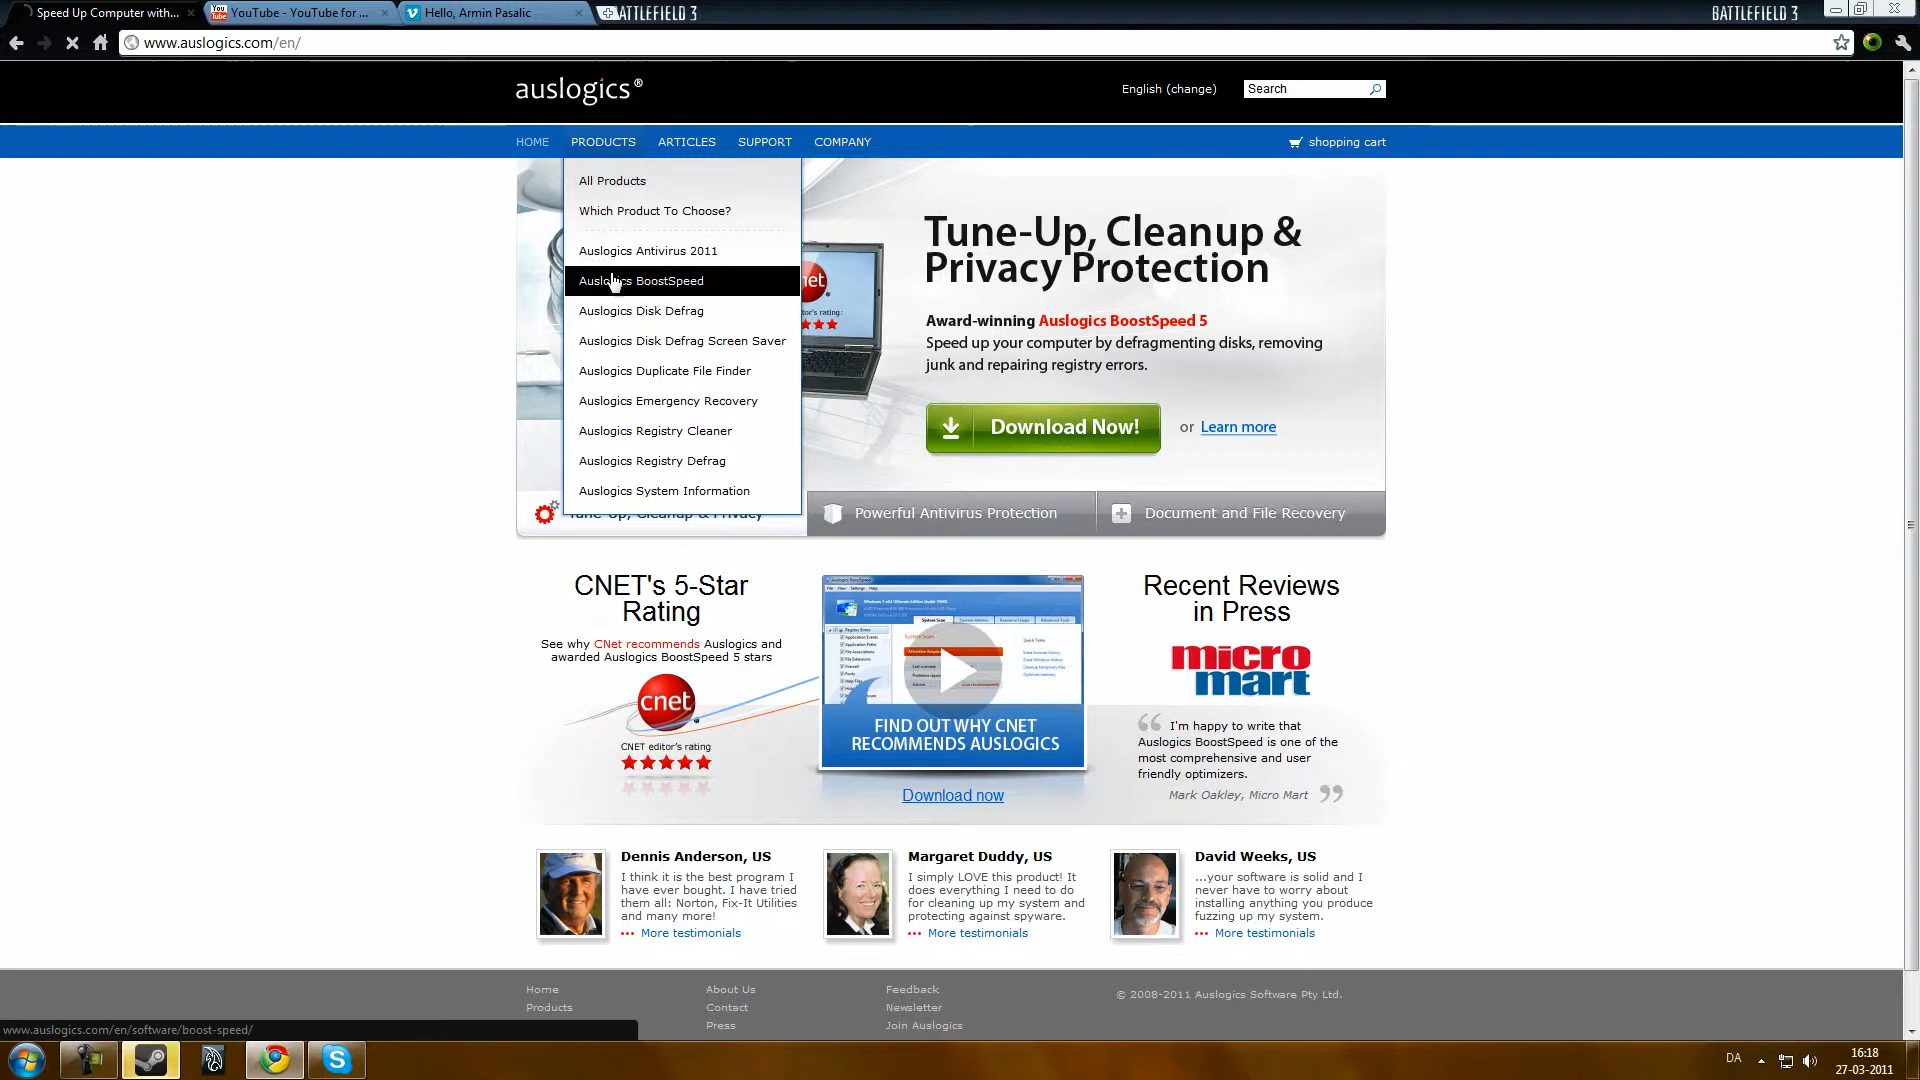 Speed Up Computer with...
YouTube - YouTube for ...
Hello, Armin Pasalic
BATTLEFIELD 3
BATTLEFIELD 3
www.auslogics.com/en/
auslogics®
English (change)
Search
HOME
PRODUCTS
ARTICLES
SUPPORT
COMPANY
shopping cart
All Products
Which Product To Choose?
Auslogics Antivirus 2011
Auslogics BoostSpeed
Auslogics Disk Defrag
Auslogics Disk Defrag Screen Saver
Auslogics Duplicate File Finder
Auslogics Emergency Recovery
Auslogics Registry Cleaner
Auslogics Registry Defrag
Auslogics System Information
Tune-Up, Cleanup &
Privacy Protection
Award-winning Auslogics BoostSpeed 5
Speed up your computer by defragmenting disks, removing
junk and repairing registry errors.
Download Now!
or Learn more
Tune-Up, Cleanup & Privacy
Powerful Antivirus Protection
Document and File Recovery
CNET's 5-Star
Rating
See why CNet recommends Auslogics and
awarded Auslogics BoostSpeed 5 stars
cnet
CNET editor's rating
System Scan
FIND OUT WHY CNET
RECOMMENDS AUSLOGICS
Download now
Recent Reviews
in Press
micro
mart
I'm happy to write that
Auslogics BoostSpeed is one of the
most comprehensive and user
friendly optimizers.
Mark Oakley, Micro Mart
Dennis Anderson, US
I think it is the best program I
have ever bought. I have tried
them all: Norton, Fix-It Utilities
and many more!
More testimonials
Margaret Duddy, US
I simply LOVE this product! It
does everything I need to do
for cleaning up my system and
protecting against spyware.
More testimonials
David Weeks, US
...your software is solid and I
never have to worry about
installing anything you produce
fuzzing up my system.
More testimonials
Home
Products
About Us
Contact
Press
Feedback
Newsletter
Join Auslogics
© 2008-2011 Auslogics Software Pty Ltd.
www.auslogics.com/en/software/boost-speed/
DA
16:18
27-03-2011